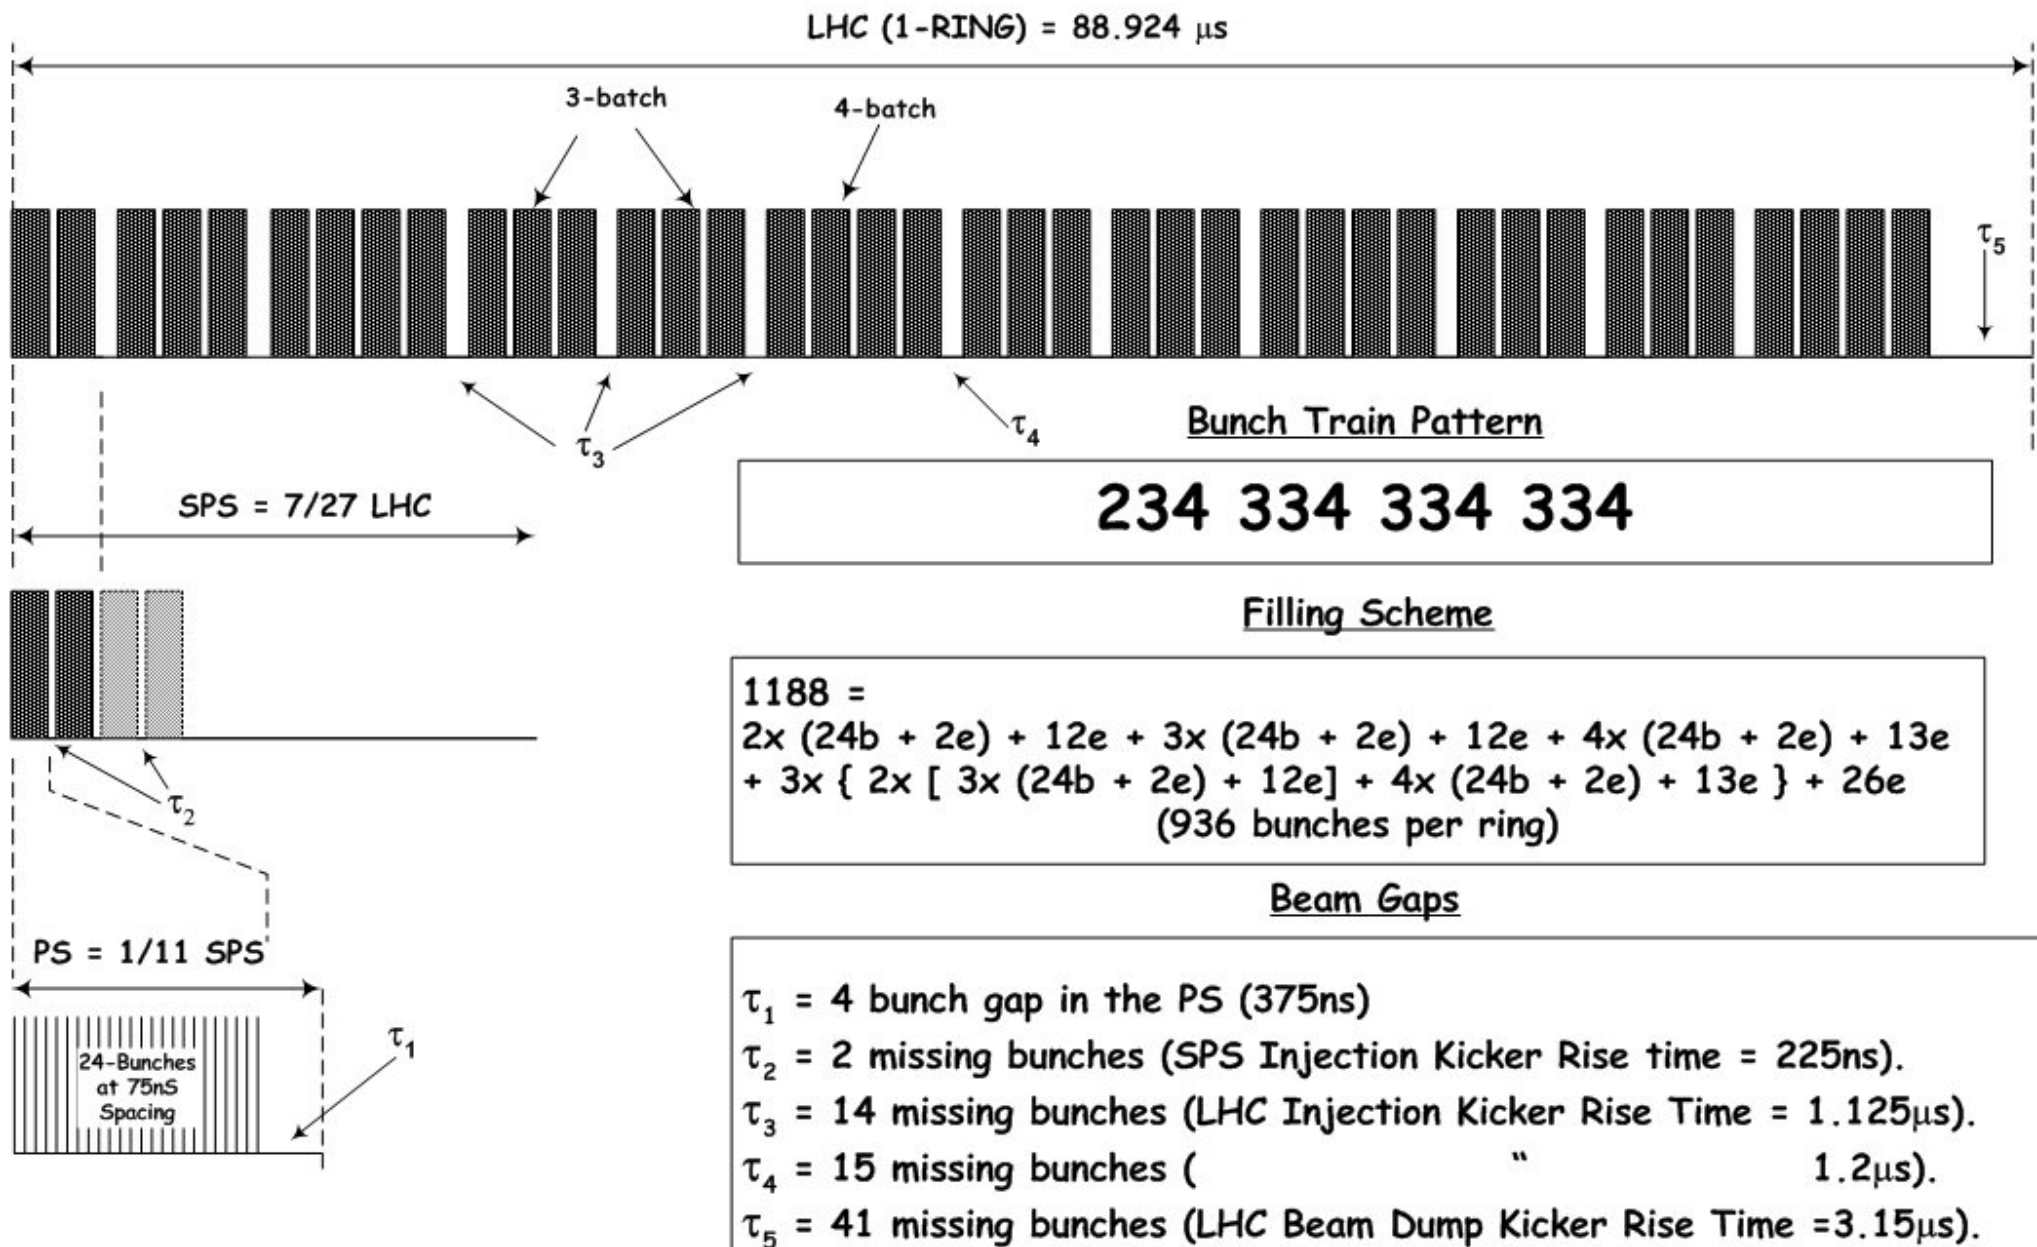 LHC (1-RING) = 88.924 μs
3-batch
4-batch
τ5
τ3
τ4
Bunch Train Pattern
234 334 334 334
SPS = 7/27 LHC
Filling Scheme
1188 =
2x (24b + 2e) + 12e + 3x (24b + 2e) + 12e + 4x (24b + 2e) + 13e
+ 3x { 2x [ 3x (24b + 2e) + 12e] + 4x (24b + 2e) + 13e } + 26e
(936 bunches per ring)
τ2
Beam Gaps
PS = 1/11 SPS
τ1
24-Bunches
at 75nS
Spacing
τ1 = 4 bunch gap in the PS (375ns)
τ2 = 2 missing bunches (SPS Injection Kicker Rise time = 225ns).
τ3 = 14 missing bunches (LHC Injection Kicker Rise Time = 1.125μs).
τ4 = 15 missing bunches ( “ 1.2μs).
τ5 = 41 missing bunches (LHC Beam Dump Kicker Rise Time =3.15μs).